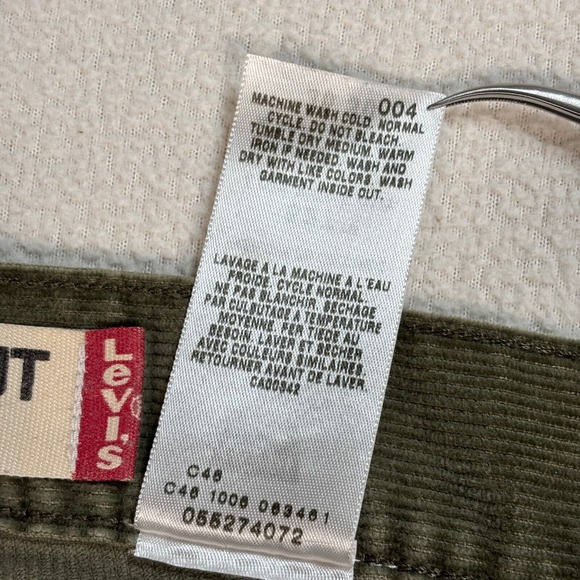 004
MACHINE WASH COLD, NORMAL
CYCLE. DO NOT BLEACH.
TUMBLE DRY MEDIUM. WARM
IRON IF NEEDED. WASH AND
DRY WITH LIKE COLORS. WASH
GARMENT INSIDE OUT.
LAVAGE A LA MACHINE A L'EAU
FROIDE, CYCLE NORMAL.
NE PAS BLANCHIR. SECHAGE
PAR CULBUTAGE A TEMPERATURE
MOYENNE. FER TIEDE AU
BESOIN. LAVER ET SECHER
AVEC COULEURS SIMILAIRES.
RETOURNER AVANT DE LAVER.
CA00942
C46
C46 1006 069461
055274072
UT
Levi's